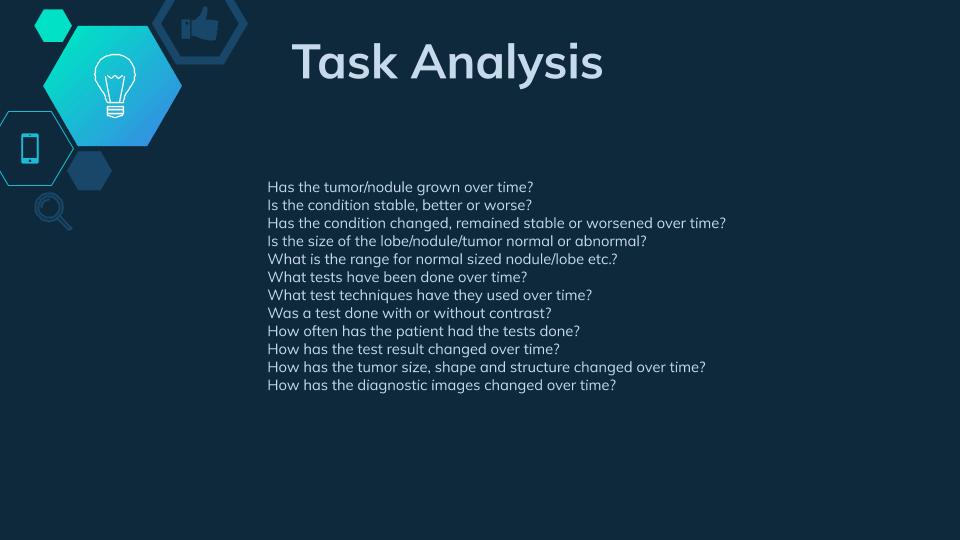 Task Analysis
Has the tumor/nodule grown over time?
Is the condition stable, better or worse?
Has the condition changed, remained stable or worsened over time?
Is the size of the lobe/nodule/tumor normal or abnormal?
What is the range for normal sized nodule/lobe etc.?
What tests have been done over time?
What test techniques have they used over time?
Was a test done with or without contrast?
How often has the patient had the tests done?
How has the test result changed over time?
How has the tumor size, shape and structure changed over time?
How has the diagnostic images changed over time?